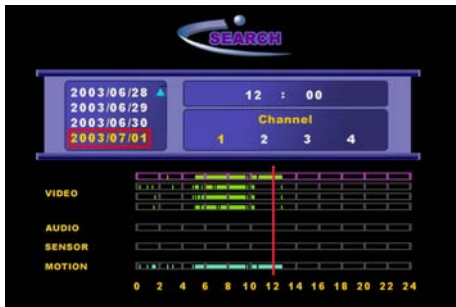 SEARCH
2003/06/28
2003/06/29
2003/06/30
2003/07/01
12 : 00
Channel
1 2 3 4
VIDEO
AUDIO
SENSOR
MOTION
0 2 4 6 8 10 12 14 16 18 20 22 24